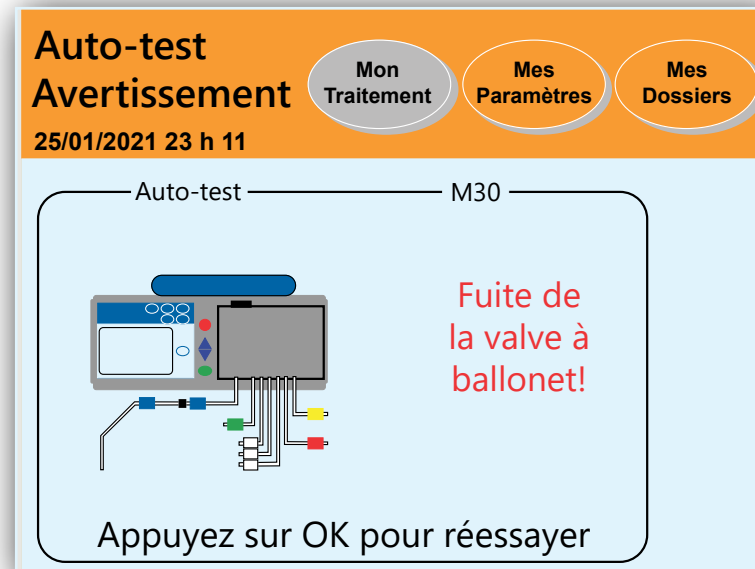 Auto-test
Avertissement
25/01/2021 23 h 11
Mon
Traitement
Mes
Paramètres
Mes
Dossiers
Auto-test
M30
Fuite de
la valve à
ballonet!
Appuyez sur OK pour réessayer